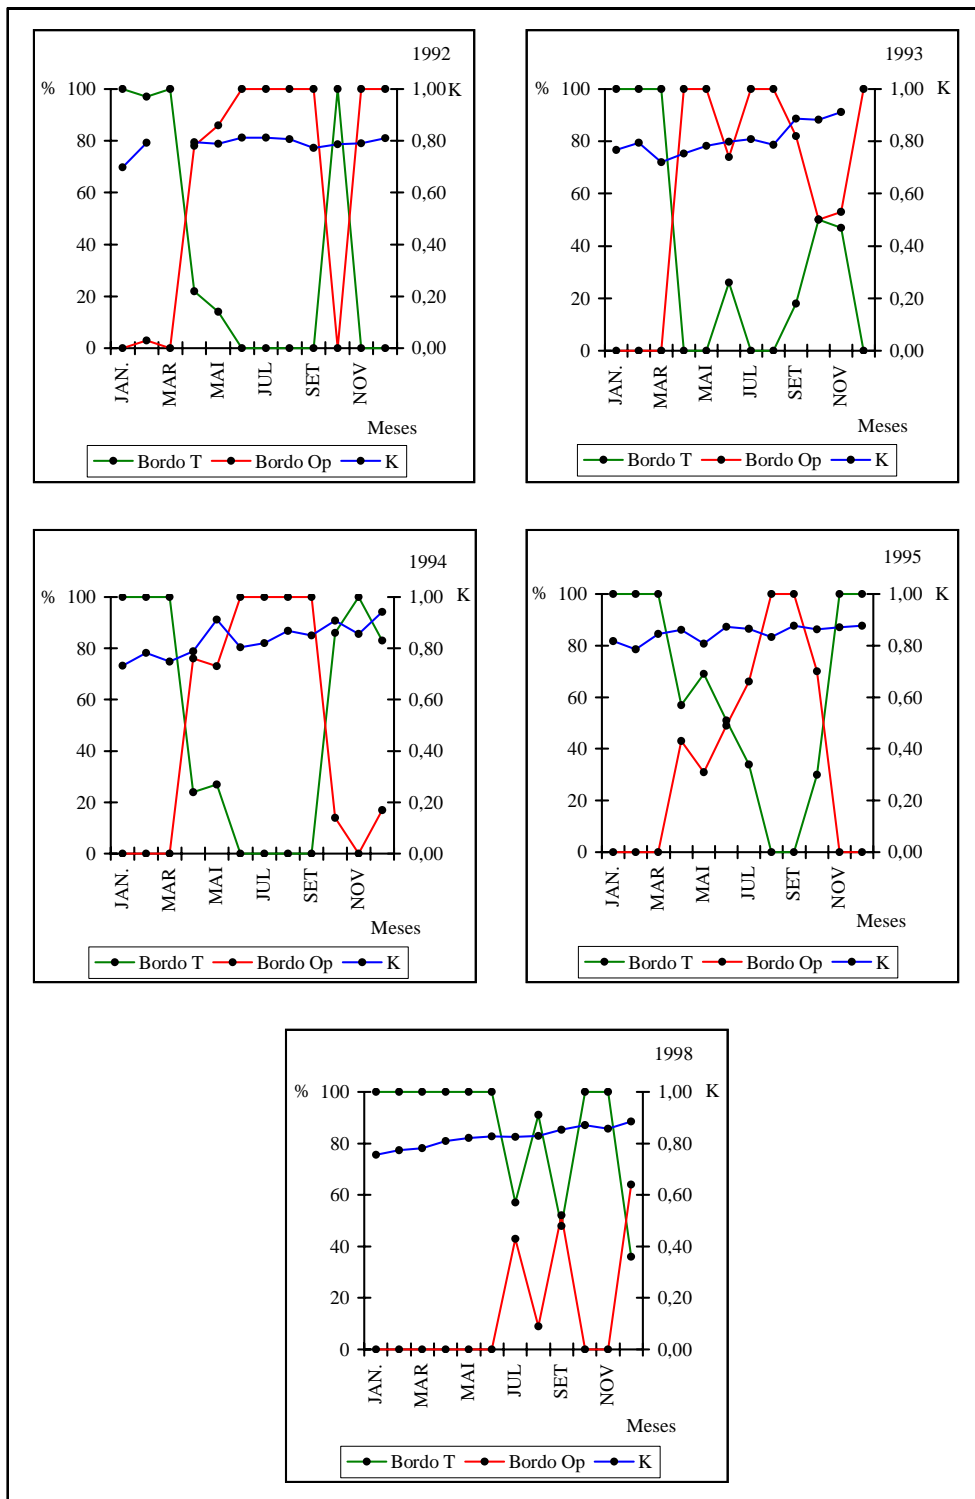 1992
% 100 1,00 K
80 0,80
60 0,60
40 0,40
20 0,20
0 0,00
JAN. MAR MAI JUL SET NOV
Meses
Bordo T Bordo Op K
1993
% 100 1,00 K
80 0,80
60 0,60
40 0,40
20 0,20
0 0,00
JAN. MAR MAI JUL SET NOV
Meses
Bordo T Bordo Op K
1994
% 100 1,00 K
80 0,80
60 0,60
40 0,40
20 0,20
0 0,00
JAN. MAR MAI JUL SET NOV
Meses
Bordo T Bordo Op K
1995
% 100 1,00 K
80 0,80
60 0,60
40 0,40
20 0,20
0 0,00
JAN. MAR MAI JUL SET NOV
Meses
Bordo T Bordo Op K
1998
% 100 1,00 K
80 0,80
60 0,60
40 0,40
20 0,20
0 0,00
JAN. MAR MAI JUL SET NOV
Meses
Bordo T Bordo Op K